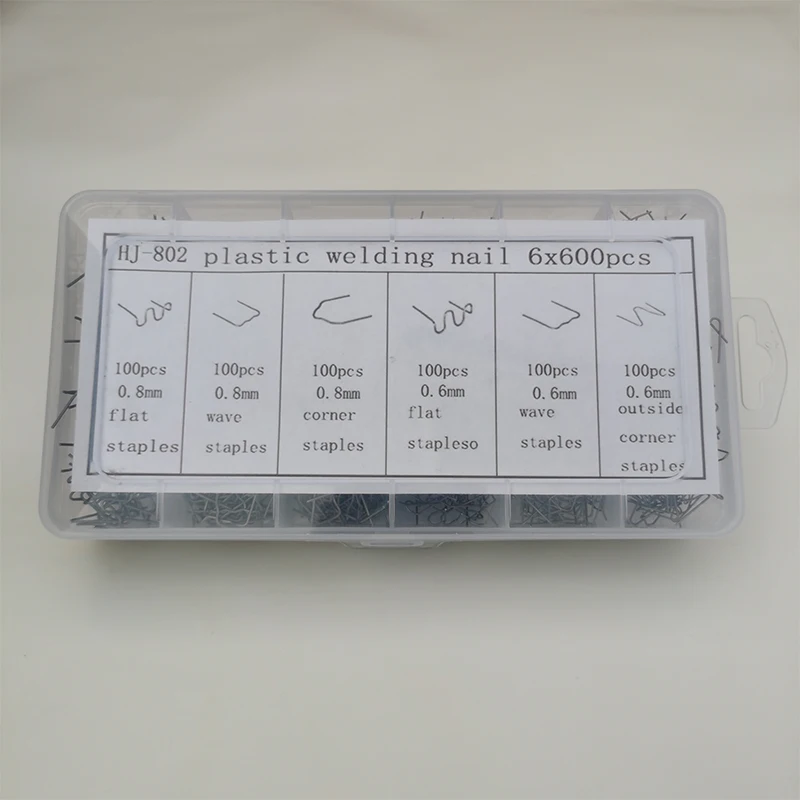 HJ-802 plastic welding nail 6x600pcs
100pcs
0.8mm
flat
staples
100pcs
0.8mm
wave
staples
100pcs
0.8mm
corner
staples
100pcs
0.6mm
flat
stapleso
100pcs
0.6mm
wave
staples
100pcs
0.6mm
outside
corner
staples